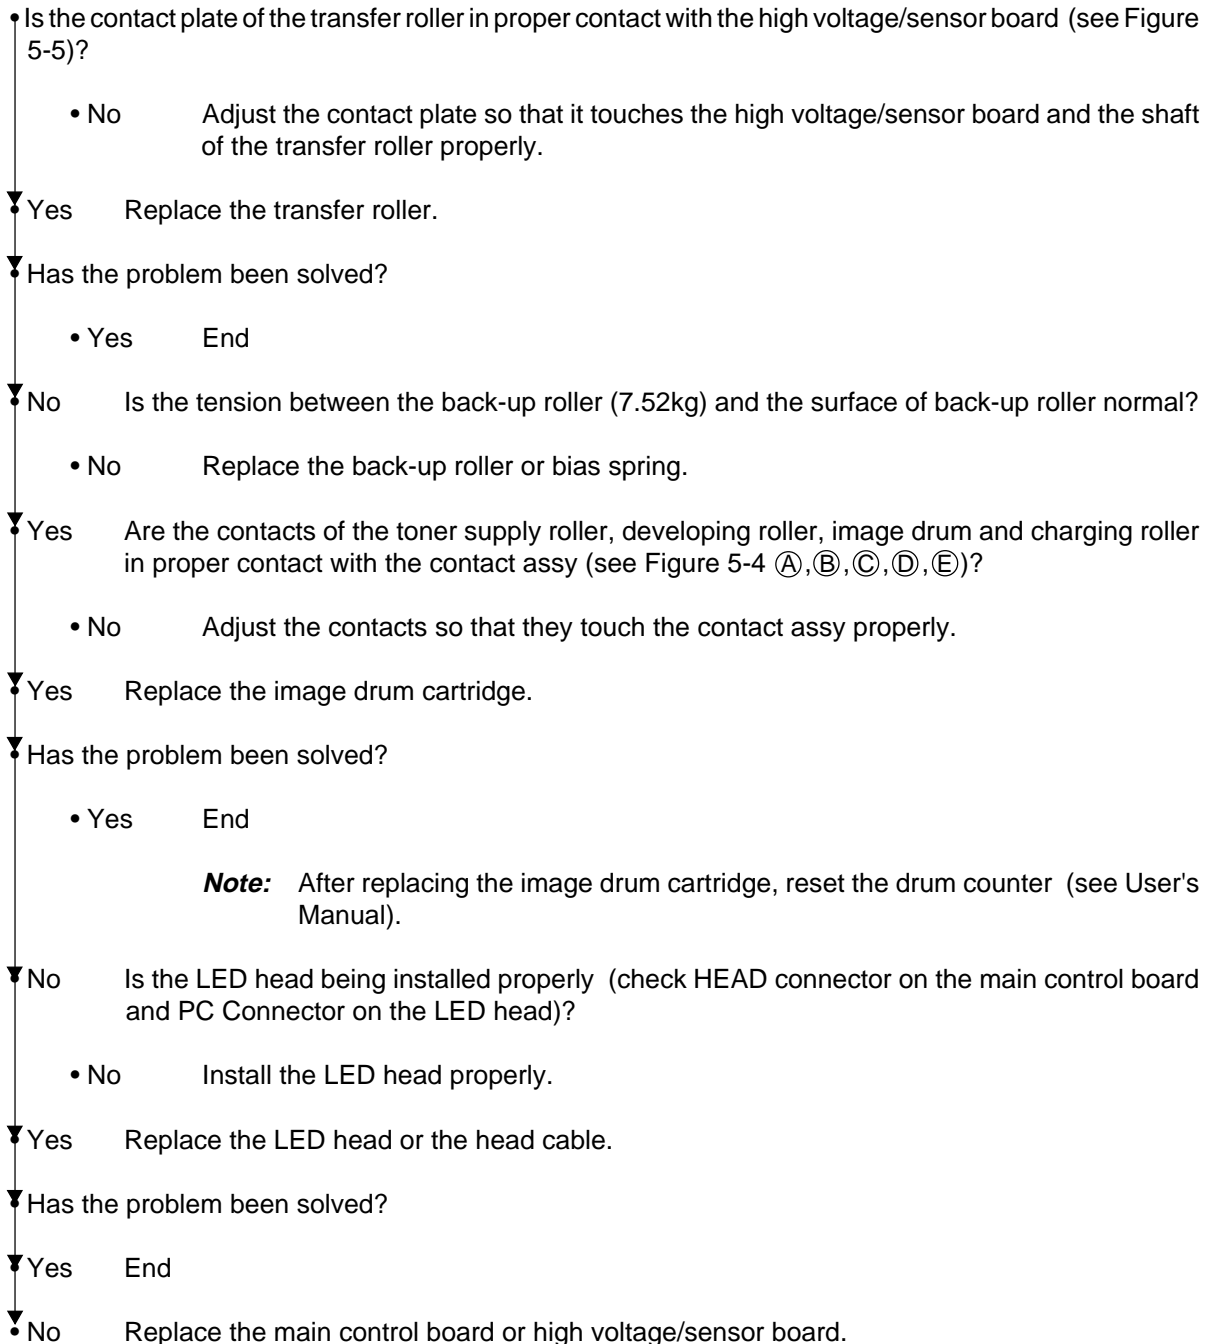 • Is the contact plate of the transfer roller in proper contact with the high voltage/sensor board (see Figure
5-5)?
• No Adjust the contact plate so that it touches the high voltage/sensor board and the shaft
of the transfer roller properly.
• Yes Replace the transfer roller.
• Has the problem been solved?
• Yes End
• No Is the tension between the back-up roller (7.52kg) and the surface of back-up roller normal?
• No Replace the back-up roller or bias spring.
• Yes Are the contacts of the toner supply roller, developing roller, image drum and charging roller
in proper contact with the contact assy (see Figure 5-4 Ⓐ,Ⓑ,Ⓒ,Ⓓ,Ⓔ)?
• No Adjust the contacts so that they touch the contact assy properly.
• Yes Replace the image drum cartridge.
• Has the problem been solved?
• Yes End
Note: After replacing the image drum cartridge, reset the drum counter (see User's
Manual).
• No Is the LED head being installed properly (check HEAD connector on the main control board
and PC Connector on the LED head)?
• No Install the LED head properly.
• Yes Replace the LED head or the head cable.
• Has the problem been solved?
• Yes End
• No Replace the main control board or high voltage/sensor board.